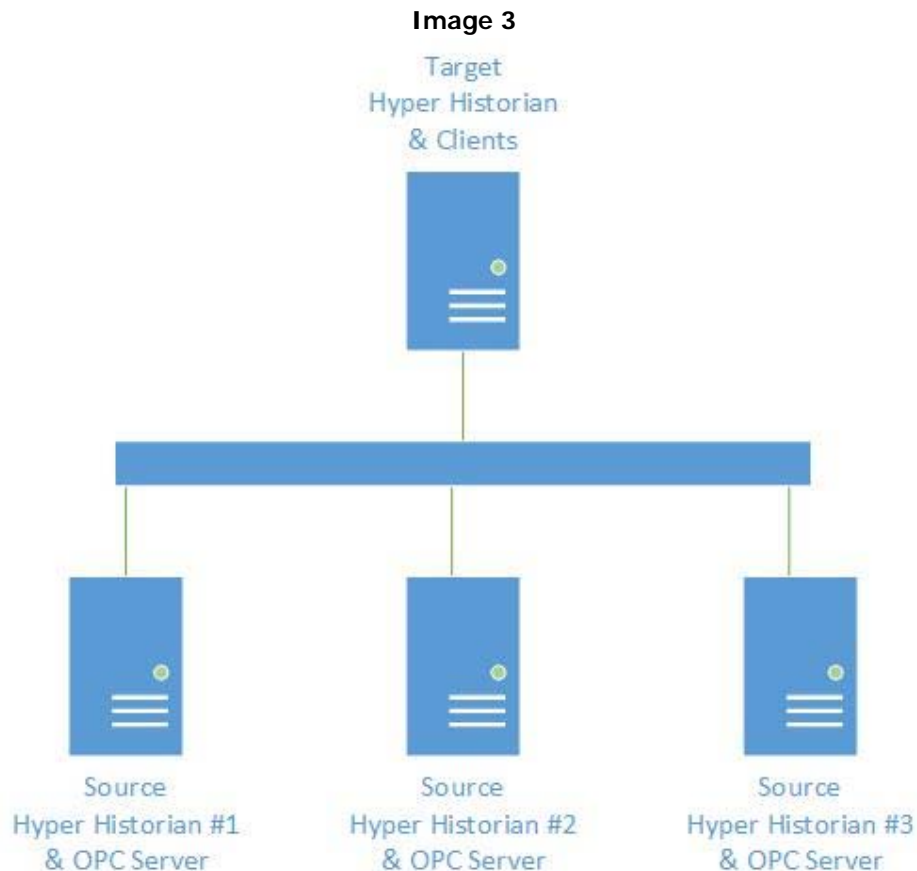 Image 3
Target
Hyper Historian
& Clients
Source
Hyper Historian #1
& OPC Server
Source
Hyper Historian #2
& OPC Server
Source
Hyper Historian #3
& OPC Server